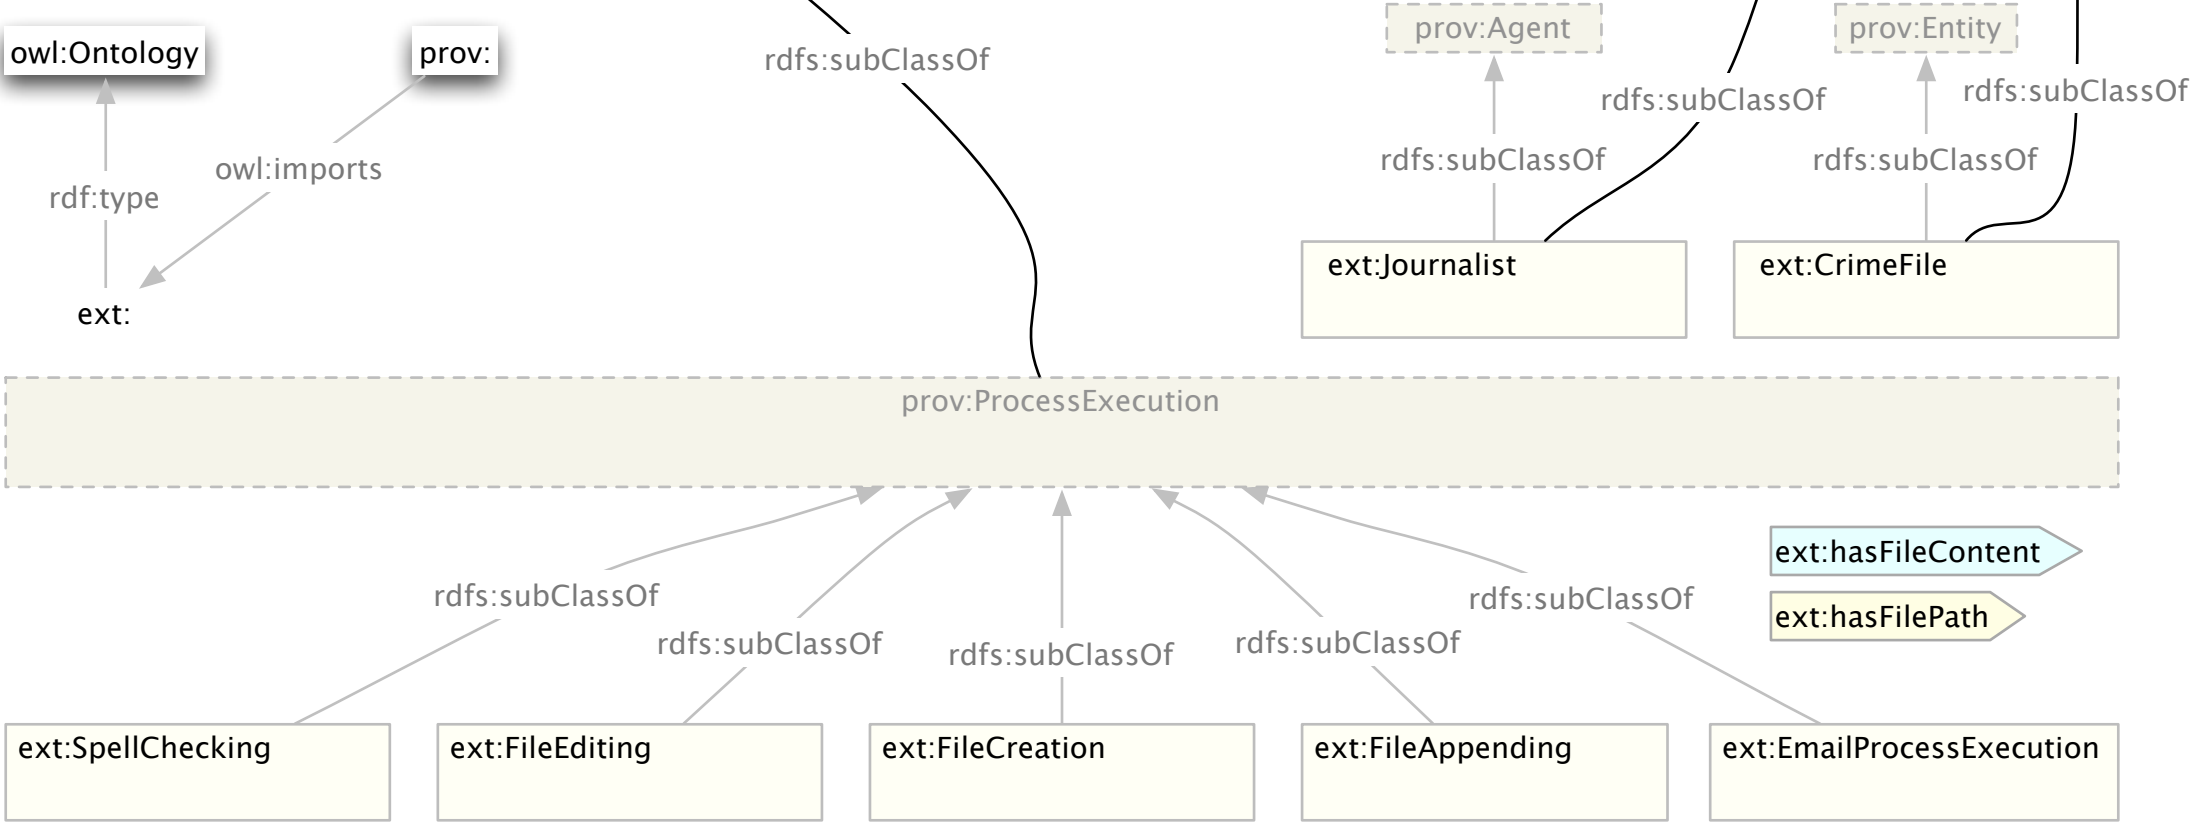 owl:Ontology
prov:
rdfs:subClassOf
prov:Agent
prov:Entity
rdfs:subClassOf
rdfs:subClassOf
owl:imports
rdf:type
rdfs:subClassOf
rdfs:subClassOf
ext:
ext:Journalist
ext:CrimeFile
prov:ProcessExecution
ext:hasFileContent
ext:hasFilePath
rdfs:subClassOf
rdfs:subClassOf
rdfs:subClassOf
rdfs:subClassOf
rdfs:subClassOf
ext:SpellChecking
ext:FileEditing
ext:FileCreation
ext:FileAppending
ext:EmailProcessExecution